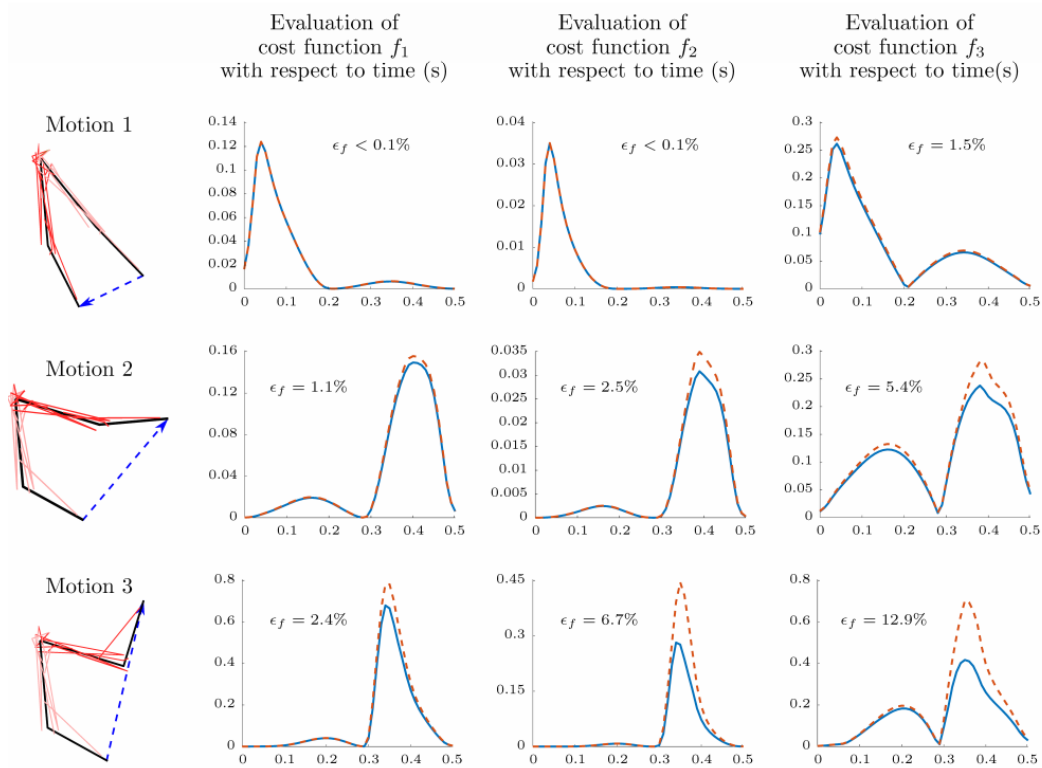 Evaluation of
cost function f₁
with respect to time (s)
Evaluation of
cost function f₂
with respect to time (s)
Evaluation of
cost function f₃
with respect to time(s)
Motion 1
0.14
0.12
0.1
0.08
0.06
0.04
0.02
0
0 0.1 0.2 0.3 0.4 0.5
ϵf < 0.1%
0.04
0.03
0.02
0.01
0
0 0.1 0.2 0.3 0.4 0.5
ϵf < 0.1%
0.3
0.25
0.2
0.15
0.1
0.05
0
0 0.1 0.2 0.3 0.4 0.5
ϵf = 1.5%
Motion 2
0.16
0.12
0.08
0.04
0
0 0.1 0.2 0.3 0.4 0.5
ϵf = 1.1%
0.035
0.03
0.025
0.02
0.015
0.01
0.005
0
0 0.1 0.2 0.3 0.4 0.5
ϵf = 2.5%
0.3
0.25
0.2
0.15
0.1
0.05
0
0 0.1 0.2 0.3 0.4 0.5
ϵf = 5.4%
Motion 3
0.8
0.6
0.4
0.2
0
0 0.1 0.2 0.3 0.4 0.5
ϵf = 2.4%
0.45
0.3
0.15
0
0 0.1 0.2 0.3 0.4 0.5
ϵf = 6.7%
0.8
0.6
0.4
0.2
0
0 0.1 0.2 0.3 0.4 0.5
ϵf = 12.9%